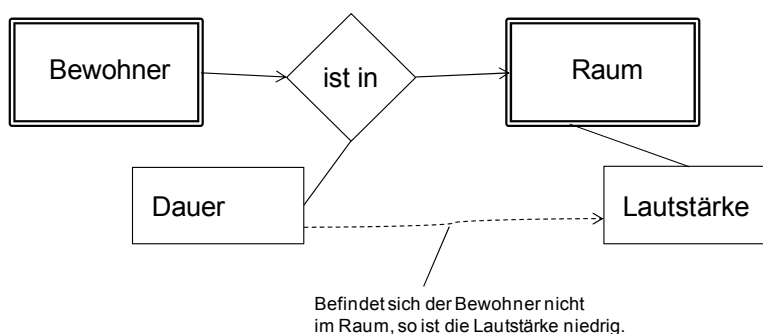 Bewohner
ist in
Raum
Dauer
Lautstärke
Befindet sich der Bewohner nicht
im Raum, so ist die Lautstärke niedrig.